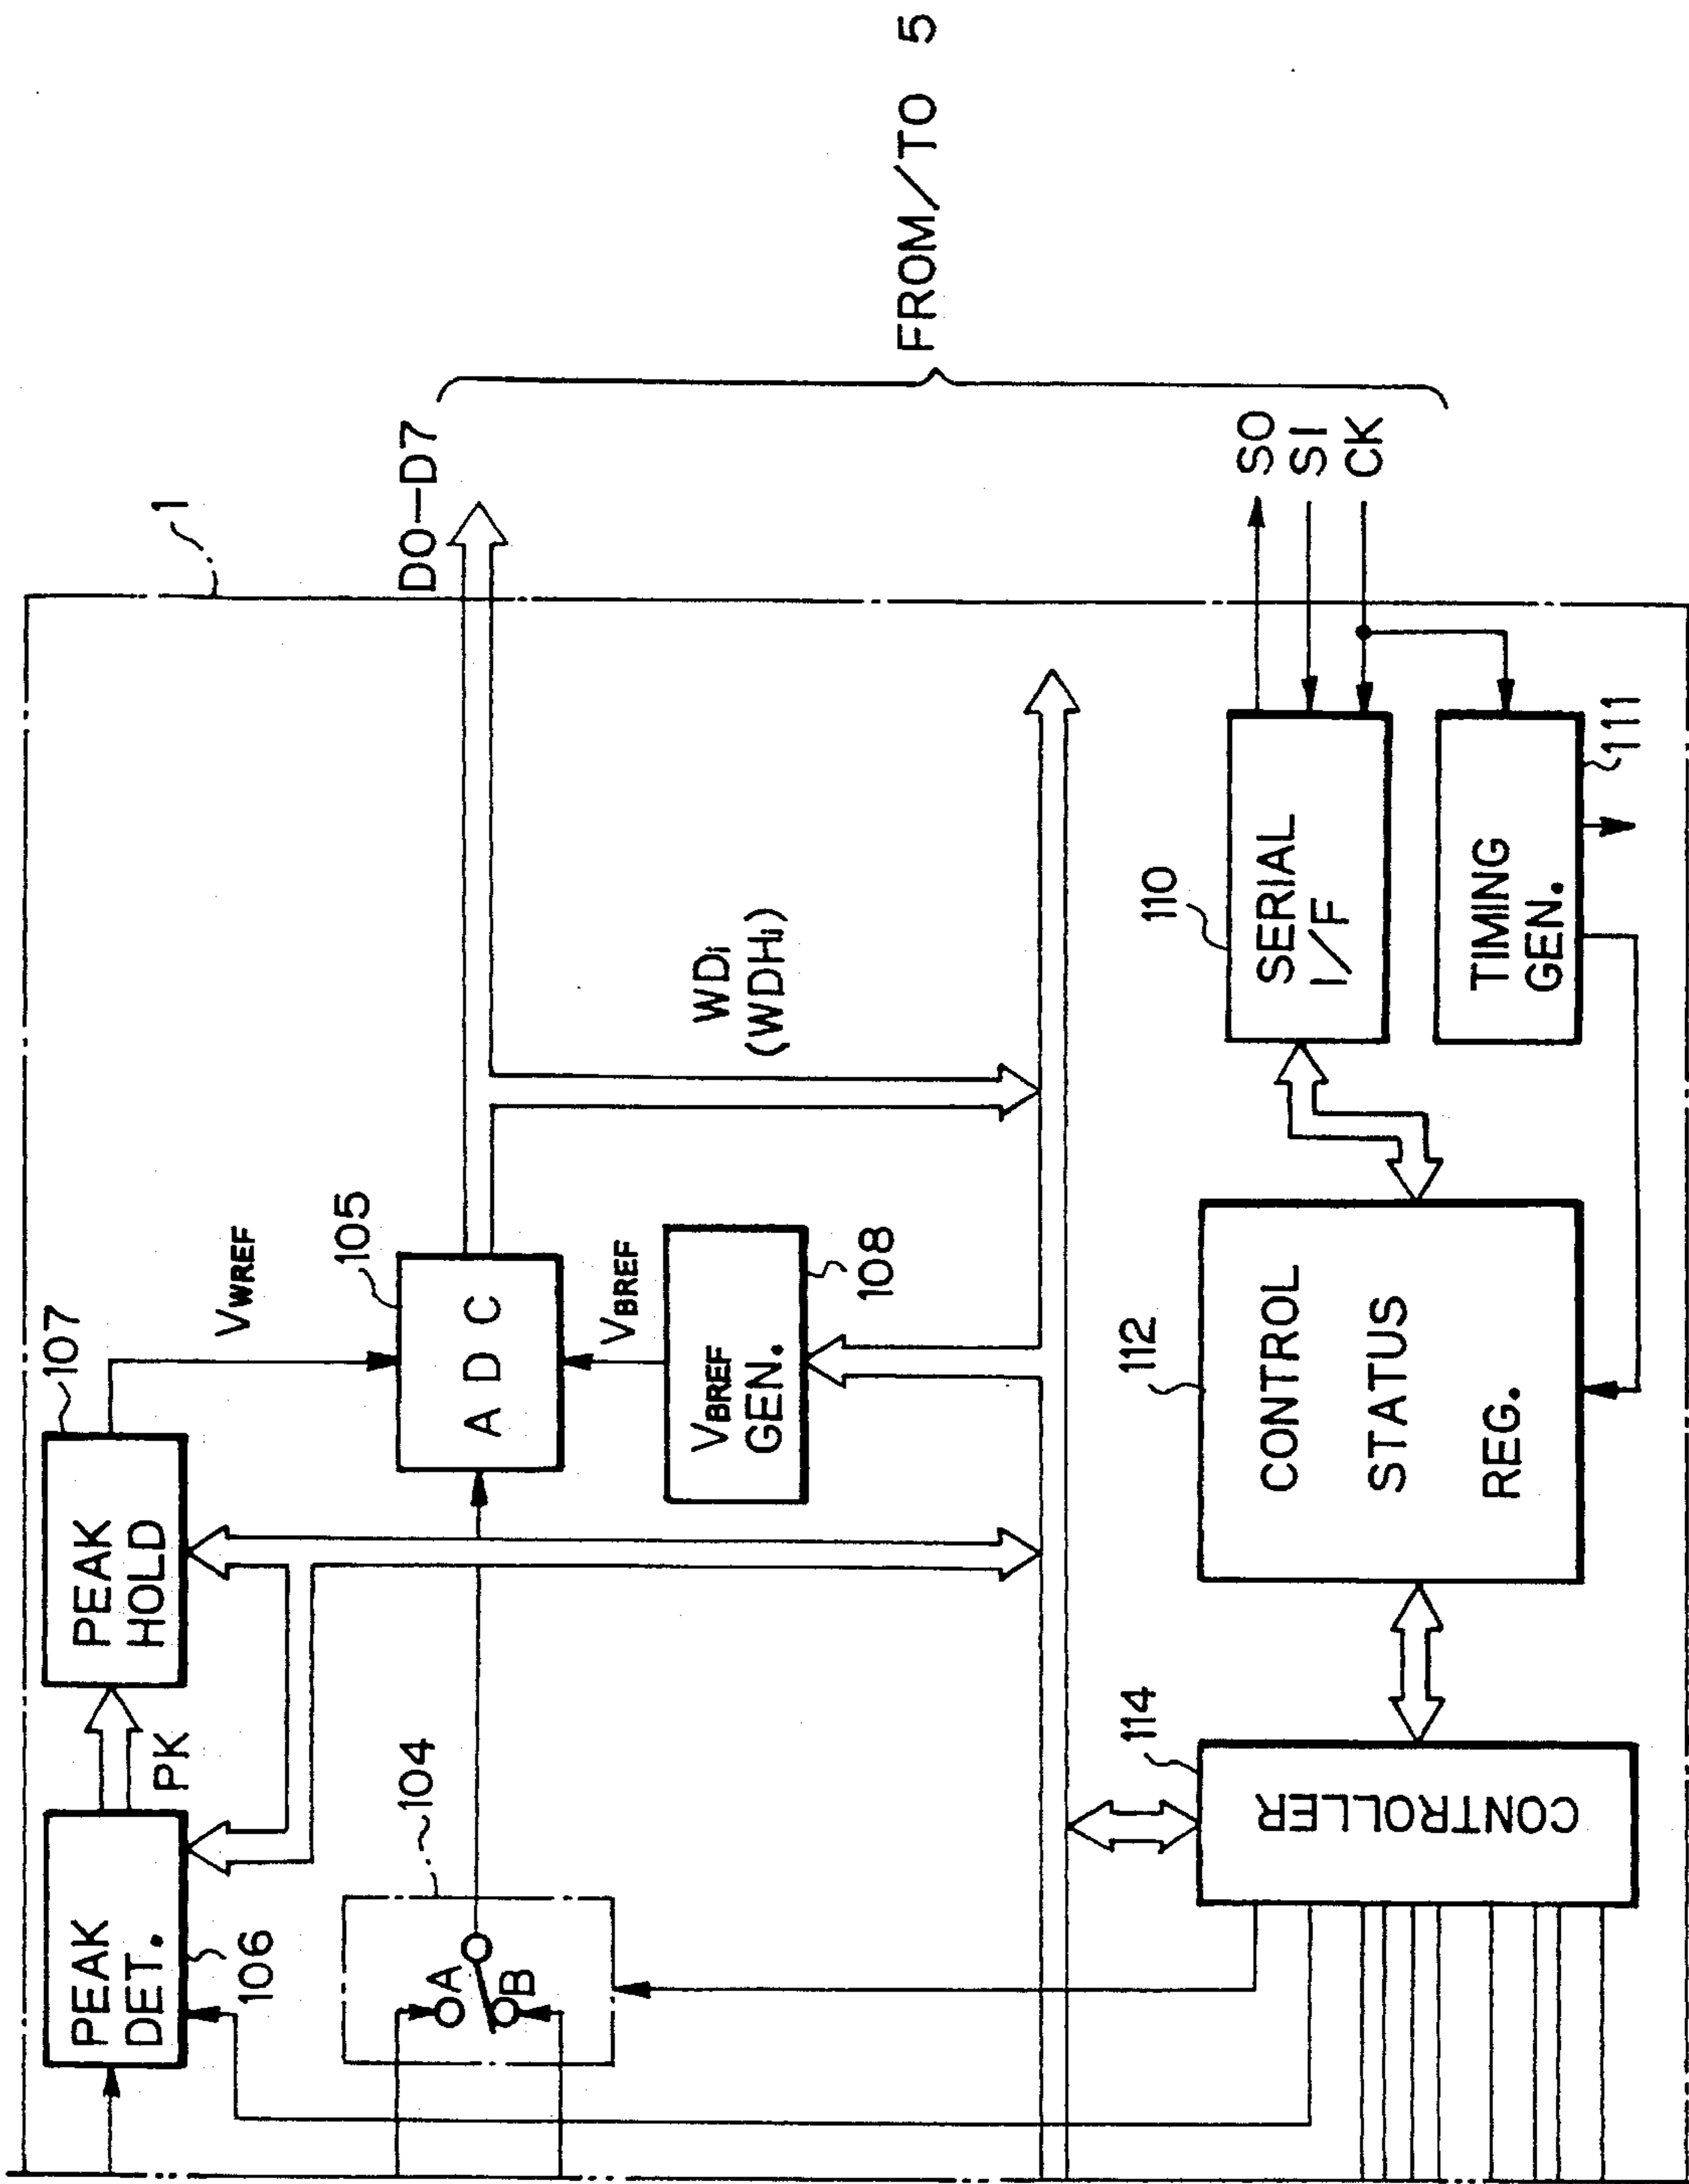 1
107
PEAK
HOLD
PK
PEAK
DET.
106
VWREF
105
A D C
VBREF
VBREF
GEN.
108
104
A
B
D0-D7
WDi
(WDHi)
FROM/TO 5
SO
SI
CK
110
SERIAL
I/F
TIMING
GEN.
111
112
CONTROL
STATUS
REG.
114
CONTROLLER